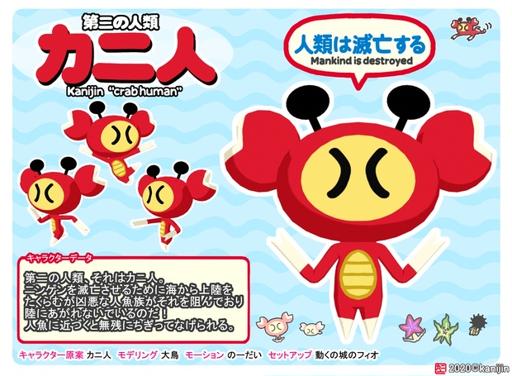 第二の人類
カニ人
Kanijin "crab human"
人類は滅亡する
Mankind is destroyed
キャラクターデータ
第二の人類、それはカニ人。
ニンゲンを滅亡させるために海から上陸を
たくらむが凶悪な人魚族がそれを阻んでおり
陸にあがれないでいるのだ！
人魚に近づくと無残にちぎってなげられる。
キャラクター原案 カニ人 モデリング 大鳥 モーション のーだい セットアップ 動くの城のフィオ
2020©kanijin